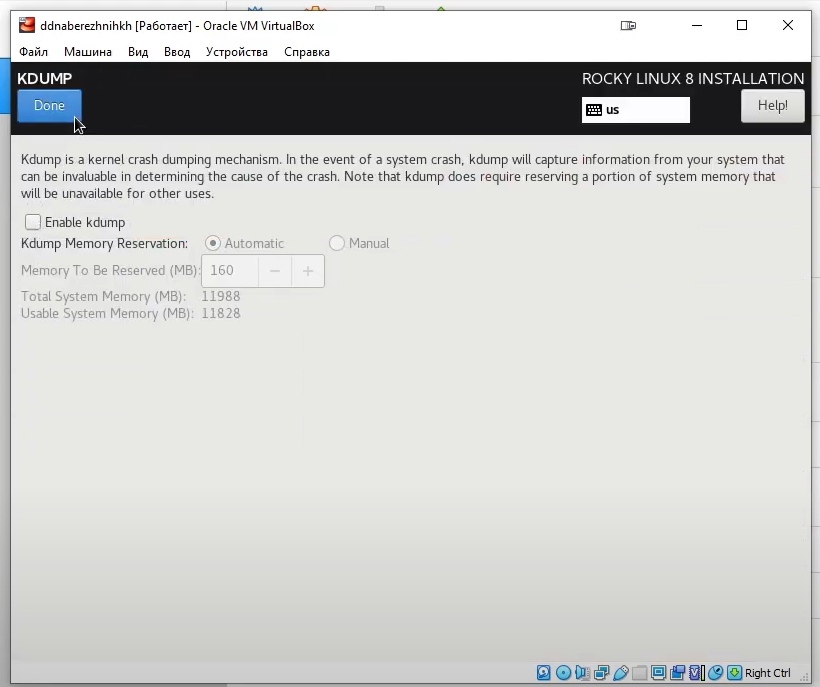 ddnaberezhnihkh [Работает] - Oracle VM VirtualBox
Файл Машина Вид Ввод Устройства Справка
KDUMP ROCKY LINUX 8 INSTALLATION
Done us Help!
Kdump is a kernel crash dumping mechanism. In the event of a system crash, kdump will capture information from your system that
can be invaluable in determining the cause of the crash. Note that kdump does require reserving a portion of system memory that
will be unavailable for other uses.
Enable kdump
Kdump Memory Reservation: Automatic Manual
Memory To Be Reserved (MB): 160 − +
Total System Memory (MB): 11988
Usable System Memory (MB): 11828
Right Ctrl